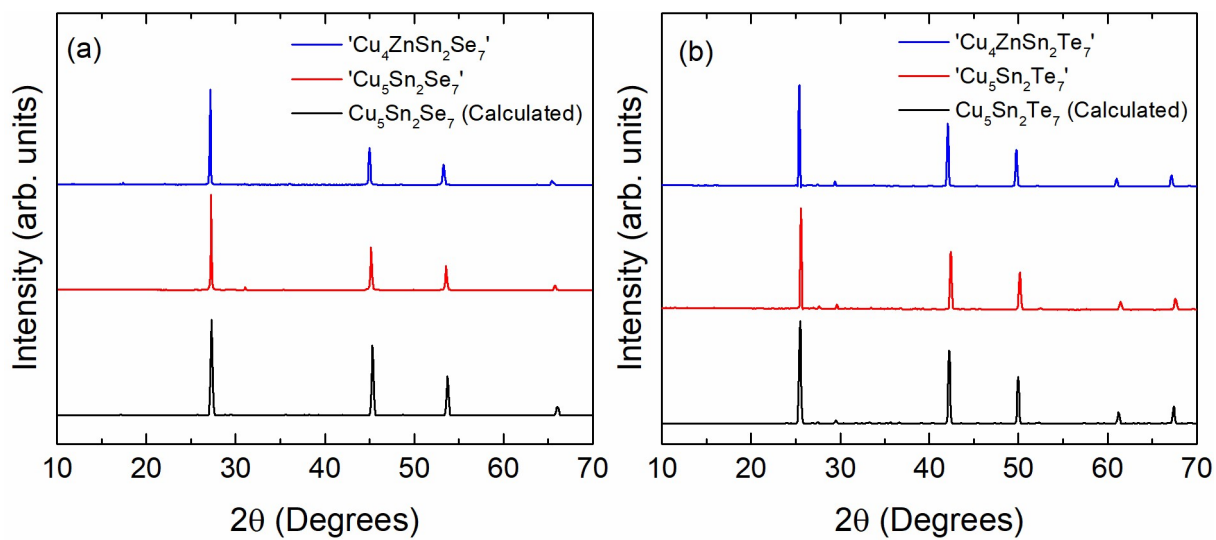 (a)
'Cu₄ZnSn₂Se₇'
'Cu₅Sn₂Se₇'
Cu₅Sn₂Se₇ (Calculated)
Intensity (arb. units)
10 20 30 40 50 60 70
2θ (Degrees)
(b)
'Cu₄ZnSn₂Te₇'
'Cu₅Sn₂Te₇'
Cu₅Sn₂Te₇ (Calculated)
Intensity (arb. units)
10 20 30 40 50 60 70
2θ (Degrees)